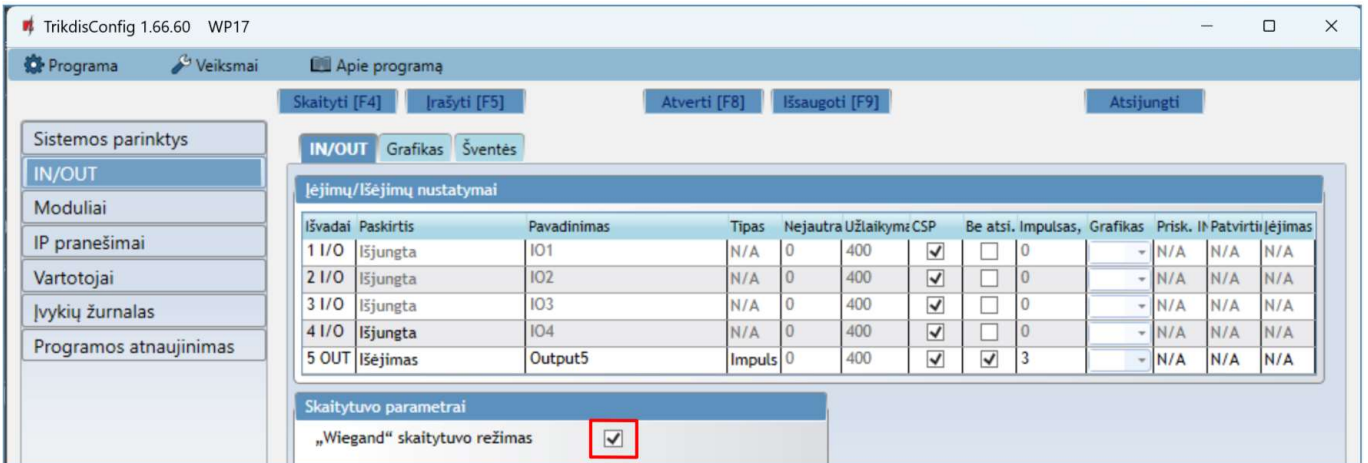 TrikdisConfig 1.66.60 WP17
Programa Veiksmai Apie programą
Skaityti [F4] Įrašyti [F5] Atverti [F8] Išsaugoti [F9] Atsijungti
Sistemos parinktys
IN/OUT
Moduliai
IP pranešimai
Vartotojai
Įvykių žurnalas
Programos atnaujinimas
IN/OUT Grafikas Šventės
Įėjimų/Išėjimų nustatymai
Išvadai Paskirtis Pavadinimas Tipas Nejautra Užlaikyma CSP Be atsi. Impulsas, Grafikas Prisk. IN Patvirti Įėjimas
1 I/O Išjungta IO1 N/A 0 400 0 N/A N/A N/A
2 I/O Išjungta IO2 N/A 0 400 0 N/A N/A N/A
3 I/O Išjungta IO3 N/A 0 400 0 N/A N/A N/A
4 I/O Išjungta IO4 N/A 0 400 0 N/A N/A N/A
5 OUT Išėjimas Output5 Impuls 0 400 3 N/A N/A N/A
Skaitytuvo parametrai
„Wiegand“ skaitytuvo režimas